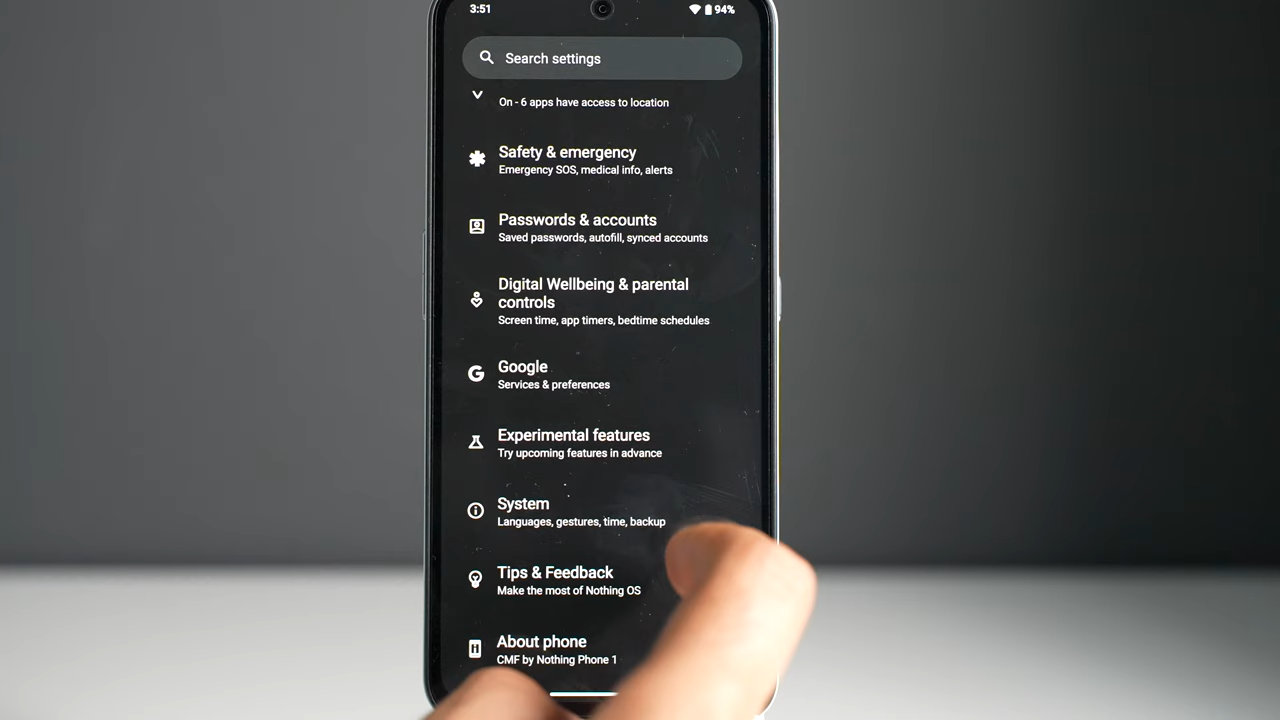 3:51
94%
Search settings
On - 6 apps have access to location
Safety & emergency
Emergency SOS, medical info, alerts
Passwords & accounts
Saved passwords, autofill, synced accounts
Digital Wellbeing & parental
controls
Screen time, app timers, bedtime schedules
Google
Services & preferences
Experimental features
Try upcoming features in advance
System
Languages, gestures, time, backup
Tips & Feedback
Make the most of Nothing OS
About phone
CMF by Nothing Phone 1